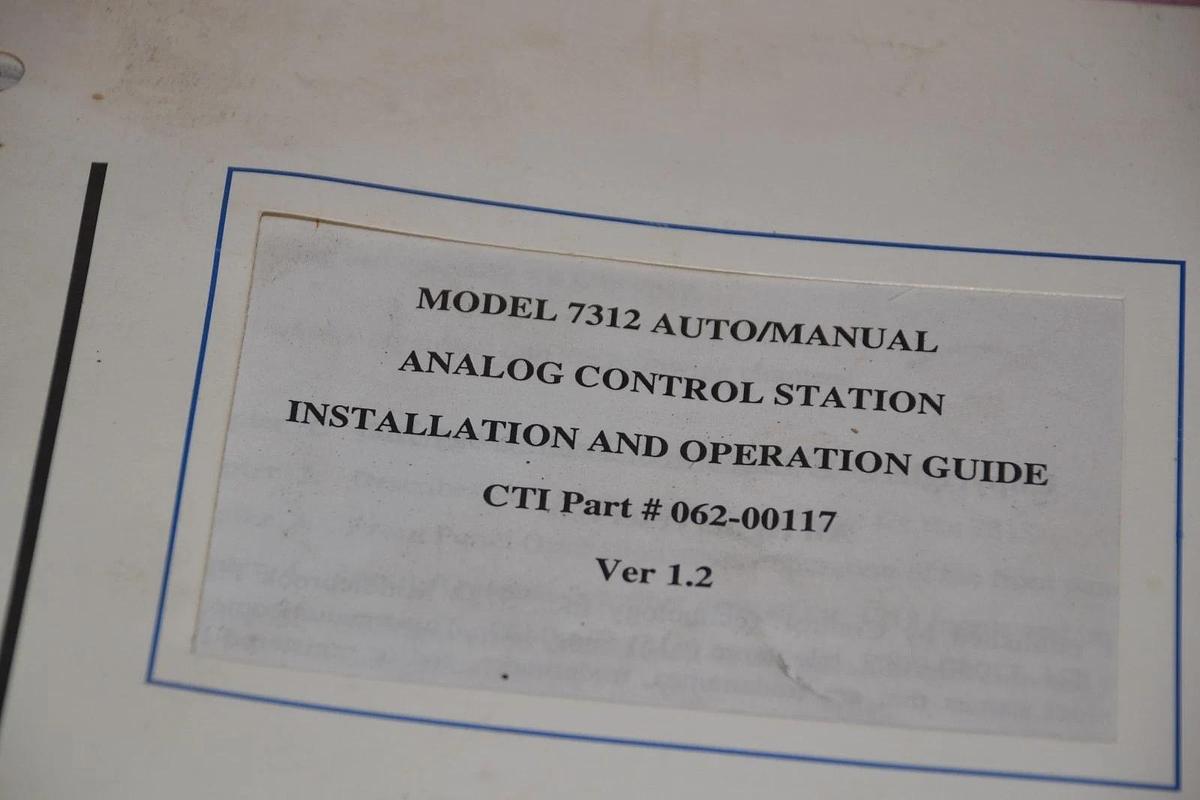 MODEL 7312 AUTO/MANUAL
ANALOG CONTROL STATION
INSTALLATION AND OPERATION GUIDE
CTI Part # 062-00117
Ver 1.2